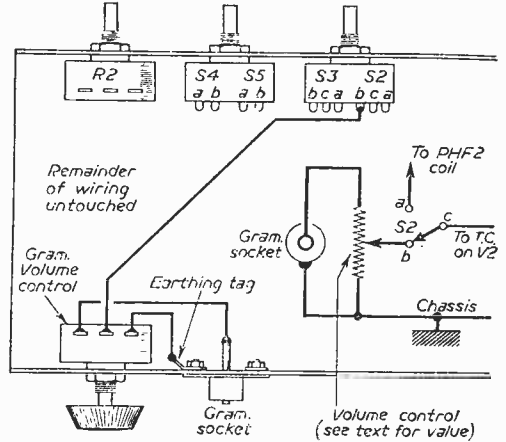 R2
S4 S5
a b a b
S3 S2
b c a b c a
Remainder
of wiring
untouched
To PHF2
coil
a
S2
c
b
To T.C.
on V2
Gram.
socket
Gram.
Volume
control
Earthing tag
Chassis
Gram.
socket
Volume control
(see text for value)